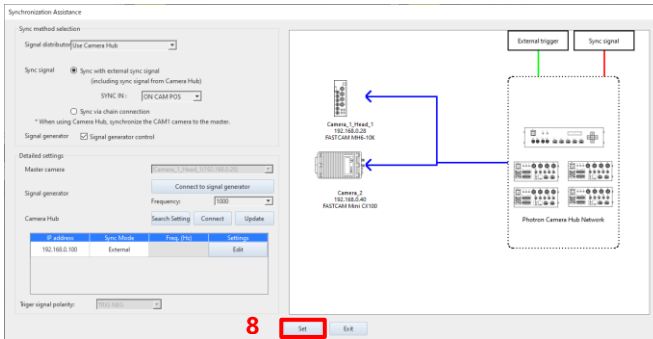 Synchronization Assistance
Sync method selection
Signal distributor Use Camera Hub
Sync signal Sync with external sync signal
(including sync signal from Camera Hub)
SYNC IN : ON CAM POS
Sync via chain connection
* When using Camera Hub, synchronize the CAM1 camera to the master.
Signal generator Signal generator control
Detailed settings
Master camera Camera_1_Head_1(192.168.0.28)
Signal generator Connect to signal generator
Frequency: 1000
Camera Hub Search Setting Connect Update
IP address Sync Mode Freq. (Hz) Settings
192.168.0.100 External Edit
Triger signal polarity:
External trigger Sync signal
Camera_1_Head_1
192.168.0.28
FASTCAM MH6-10K
Camera_2
192.168.0.40
FASTCAM Mini CX100
Photron Camera Hub Network
8 Set Exit